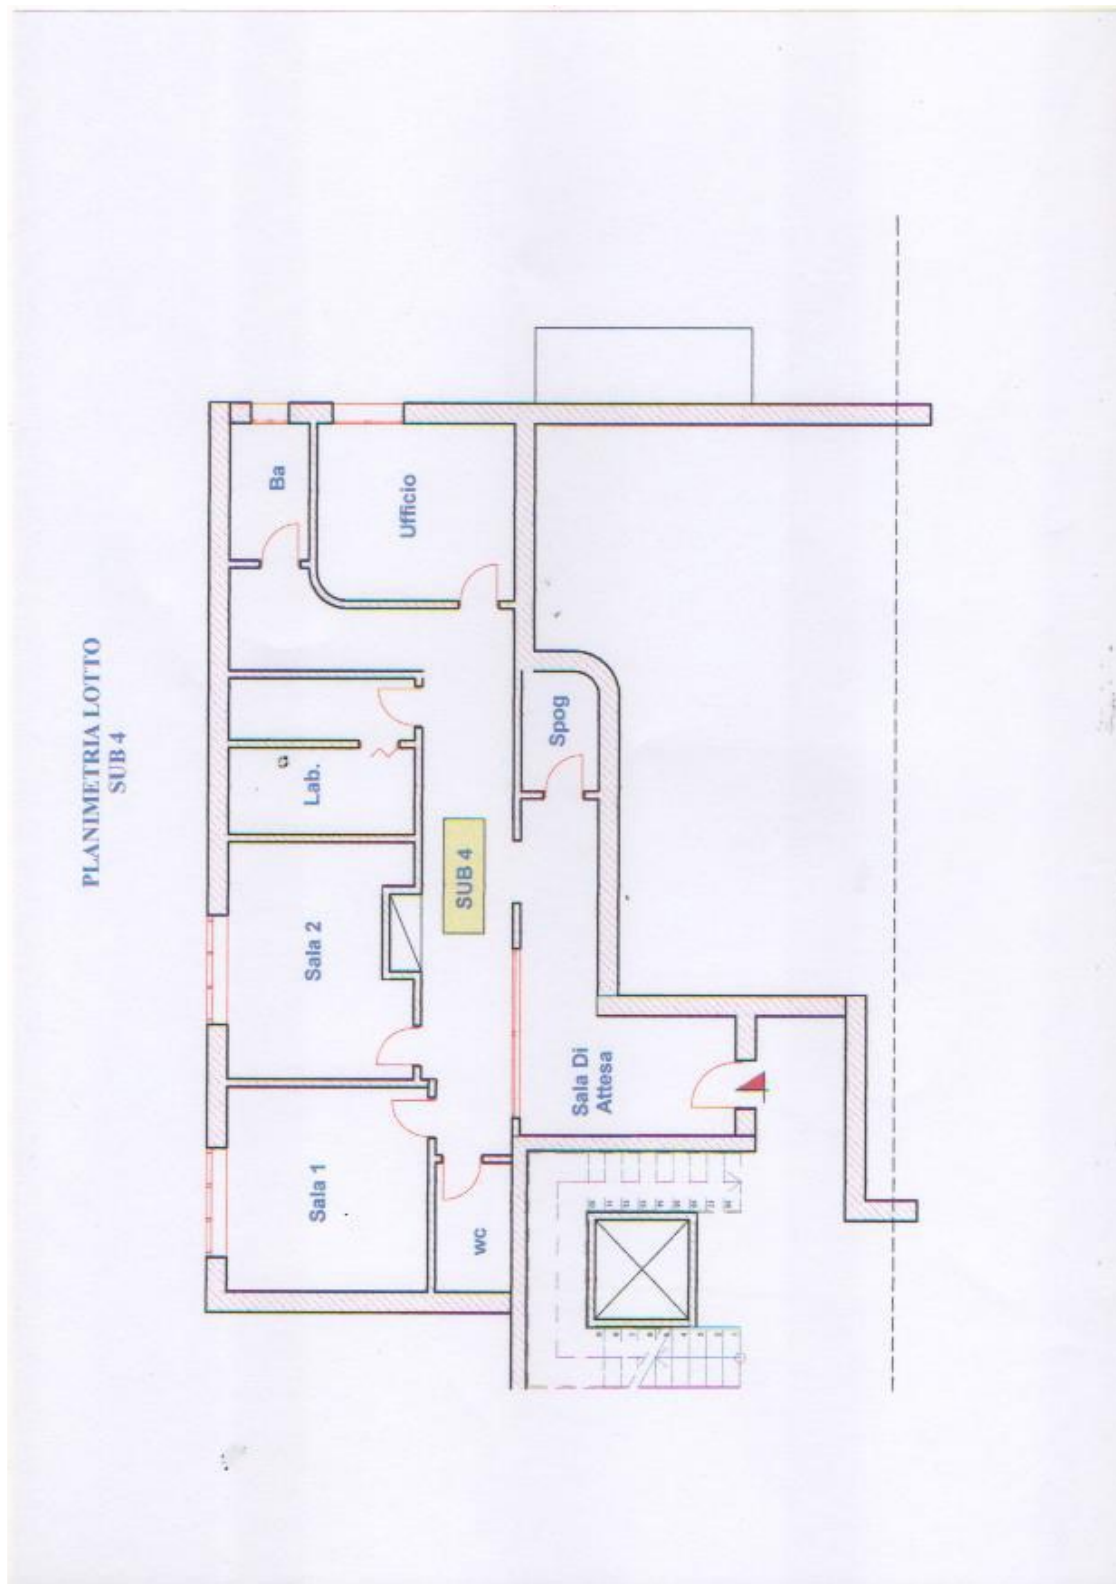 PLANIMETRIA LOTTO
SUB 4
Sala 1
Sala 2
Lab.
Ba
Ufficio
wc
SUB 4
Spog
Sala Di
Attesa